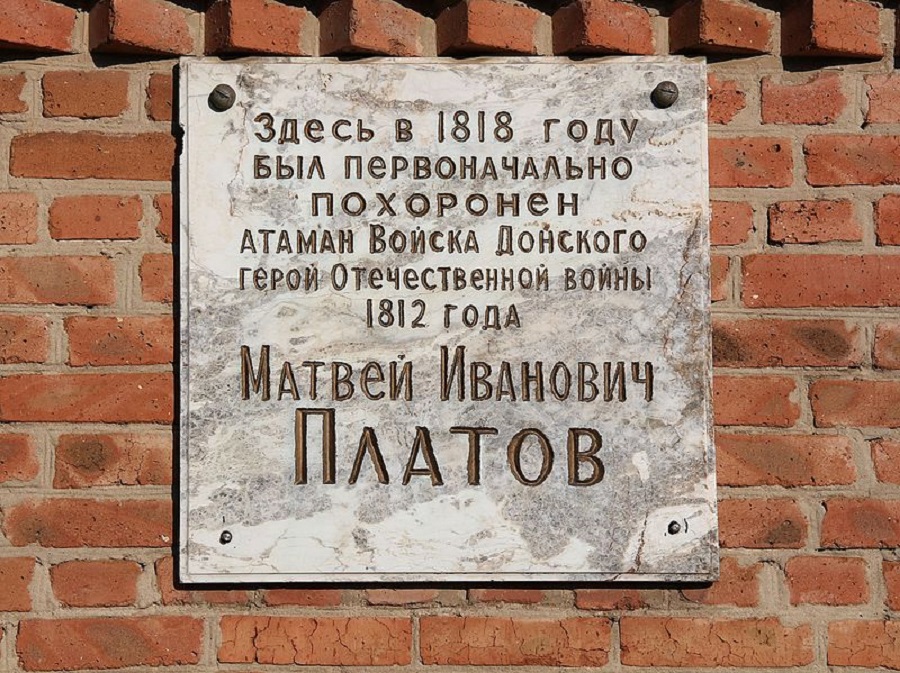 Здесь в 1818 году
был первоначально
похоронен
атаман Войска Донского
герой Отечественной войны
1812 года
Матвей Иванович
Платов